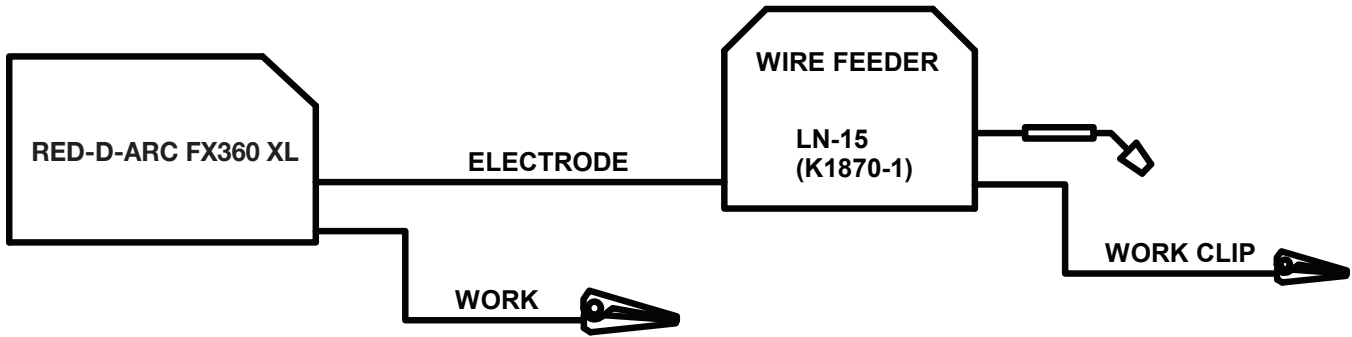 WIRE FEEDER
RED-D-ARC FX360 XL
ELECTRODE
LN-15
(K1870-1)
WORK CLIP
WORK